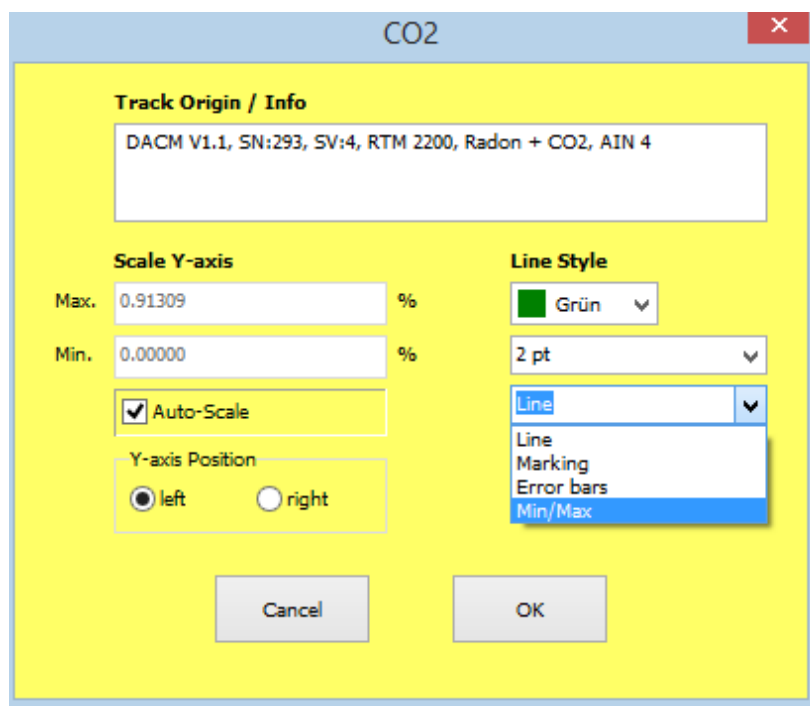 CO2
Track Origin / Info
DACM V1.1, SN:293, SV:4, RTM 2200, Radon + CO2, AIN 4
Scale Y-axis
Line Style
Max. 0.91309 %
Grün
Min. 0.00000 %
2 pt
Auto-Scale
Line
Line
Marking
Error bars
Min/Max
Y-axis Position
left right
Cancel
OK